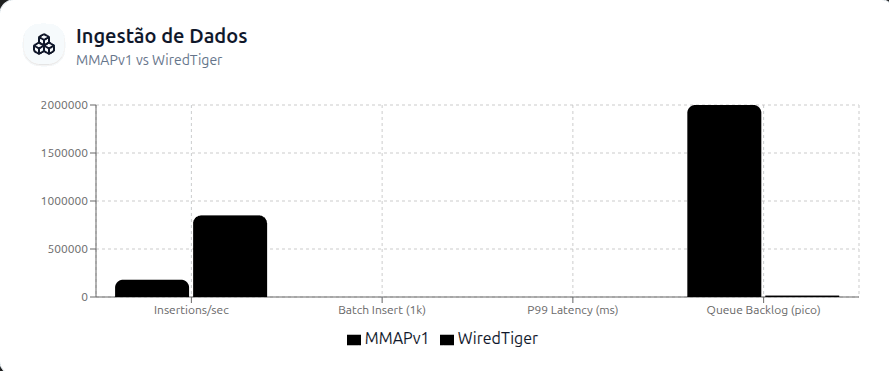 Ingestão de Dados
MMAPv1 vs WiredTiger
2000000
1500000
1000000
500000
0
Insertions/sec Batch Insert (1k) P99 Latency (ms) Queue Backlog (pico)
MMAPv1 WiredTiger